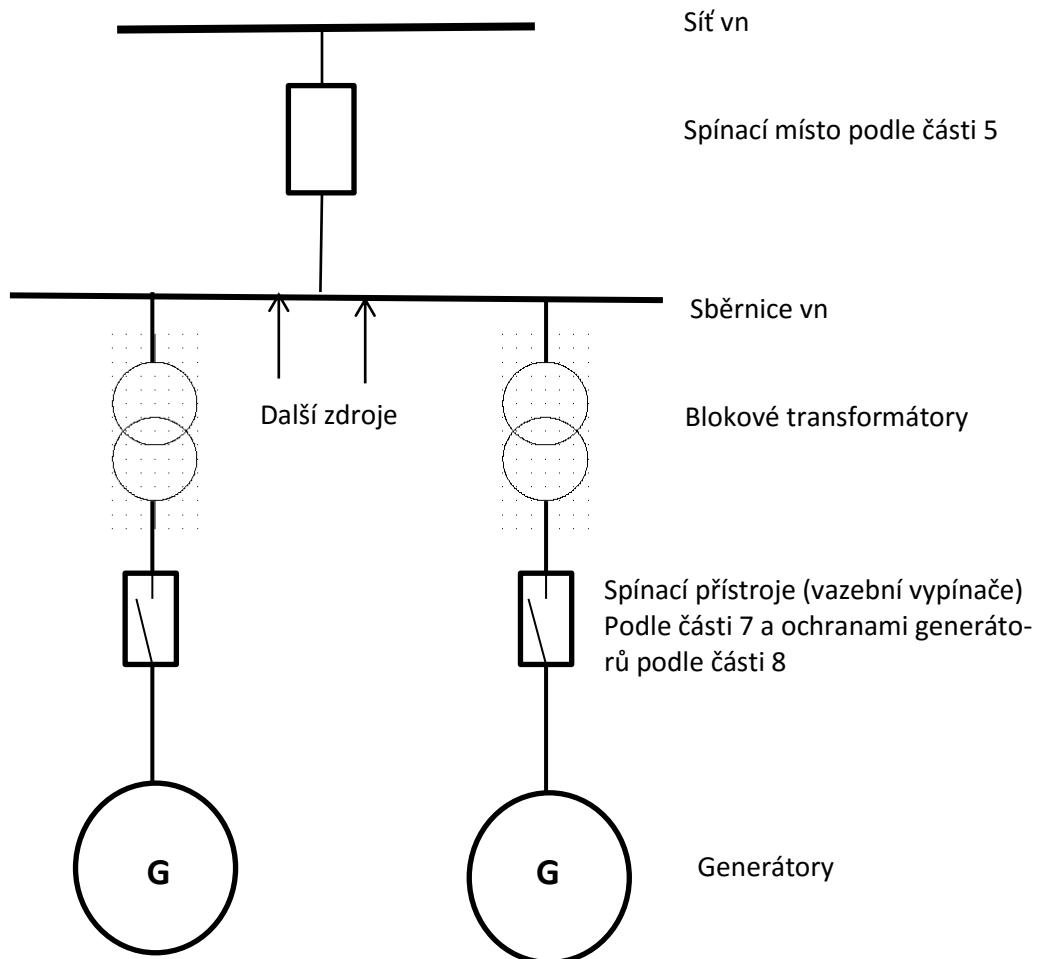 Síť vn
Spínací místo podle části 5
Sběrnice vn
Další zdroje
Blokové transformátory
Spínací přístroje (vazební vypínače)
Podle části 7 a ochranami generáto-
rů podle části 8
G
G
Generátory